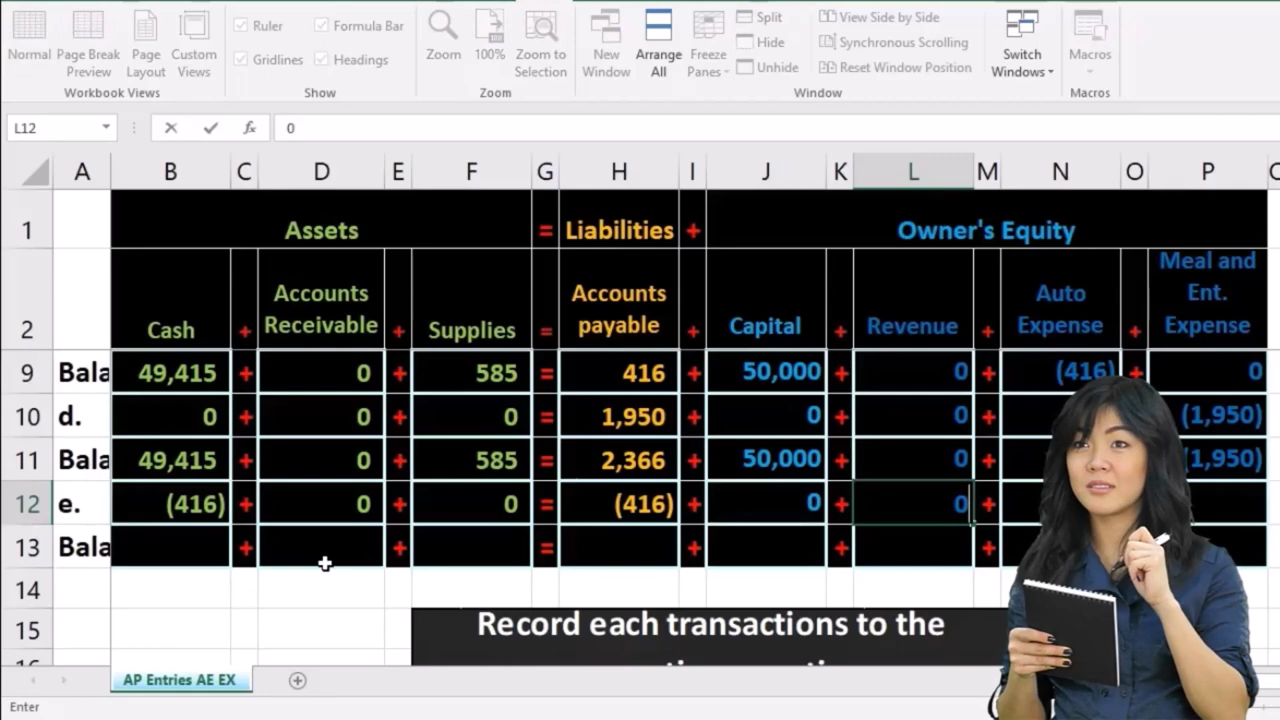 Normal Page Break Preview Page Layout Custom Views
Workbook Views
Ruler Formula Bar
Gridlines Headings
Show
Zoom 100% Zoom to Selection
Zoom
New Window Arrange All Freeze Panes
Split
Hide
Unhide
View Side by Side
Synchronous Scrolling
Reset Window Position
Switch Windows
Window
Macros
Macros
L12 fx 0
A B C D E F G H I J K L M N O P
1 Assets = Liabilities + Owner's Equity
2 Cash + Accounts Receivable + Supplies = Accounts payable + Capital + Revenue + Auto Expense + Meal and Ent. Expense
9 Bala 49,415 + 0 + 585 = 416 + 50,000 + 0 + (416) + 0
10 d. 0 + 0 + 0 = 1,950 + 0 + 0 + (1,950)
11 Bala 49,415 + 0 + 585 = 2,366 + 50,000 + 0 + (1,950)
12 e. (416) + 0 + 0 = (416) + 0 + 0 +
13 Bala + + = + + +
14
15 Record each transactions to the
AP Entries AE EX
Enter